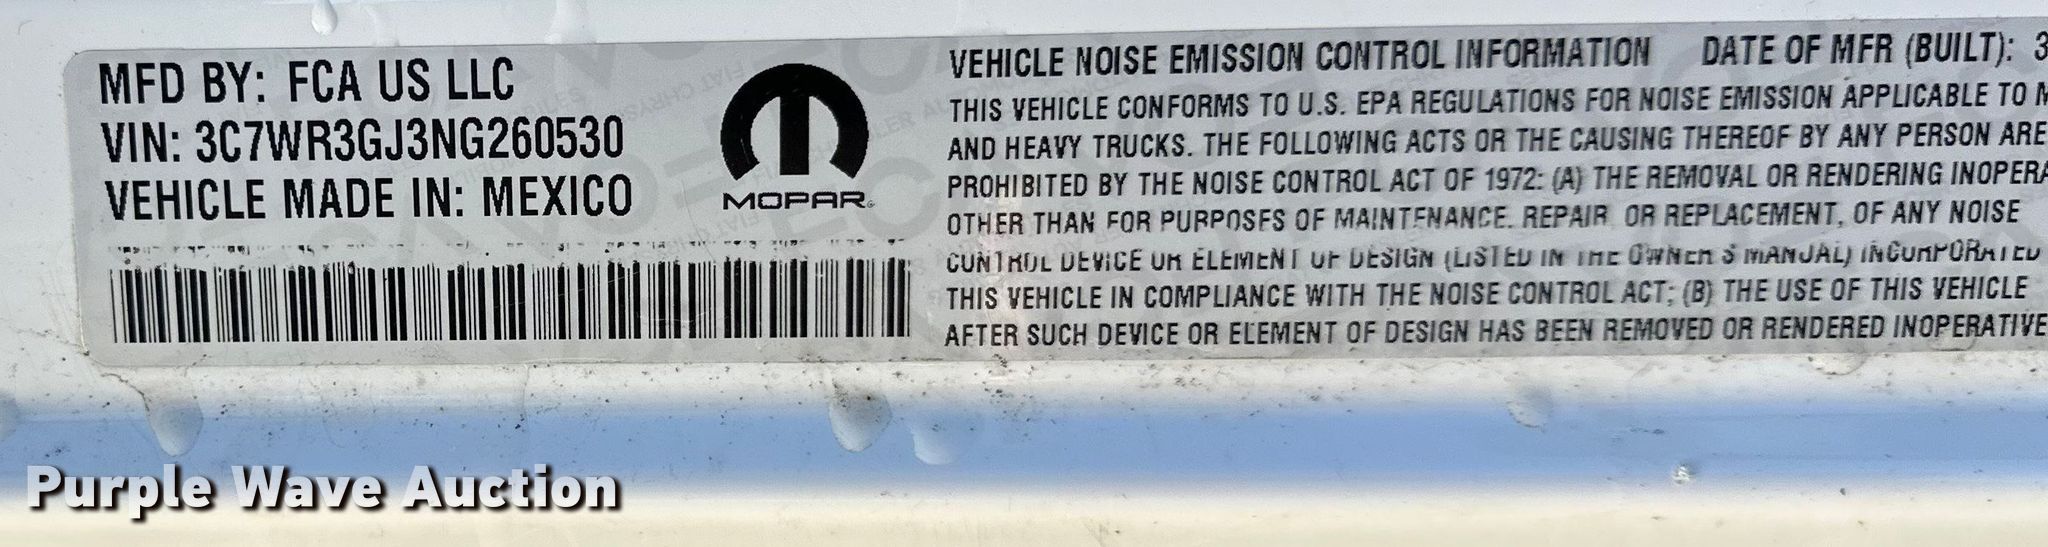 MFD BY: FCA US LLC
VIN: 3C7WR3GJ3NG260530
VEHICLE MADE IN: MEXICO
MOPAR
VEHICLE NOISE EMISSION CONTROL INFORMATION DATE OF MFR (BUILT): 3
THIS VEHICLE CONFORMS TO U.S. EPA REGULATIONS FOR NOISE EMISSION APPLICABLE TO M
AND HEAVY TRUCKS. THE FOLLOWING ACTS OR THE CAUSING THEREOF BY ANY PERSON ARE
PROHIBITED BY THE NOISE CONTROL ACT OF 1972: (A) THE REMOVAL OR RENDERING INOPERA
OTHER THAN FOR PURPOSES OF MAINTENANCE, REPAIR, OR REPLACEMENT, OF ANY NOISE
CONTROL DEVICE OR ELEMENT OF DESIGN (LISTED IN THE OWNER'S MANUAL) INCORPORATED
THIS VEHICLE IN COMPLIANCE WITH THE NOISE CONTROL ACT; (B) THE USE OF THIS VEHICLE
AFTER SUCH DEVICE OR ELEMENT OF DESIGN HAS BEEN REMOVED OR RENDERED INOPERATIVE
Purple Wave Auction